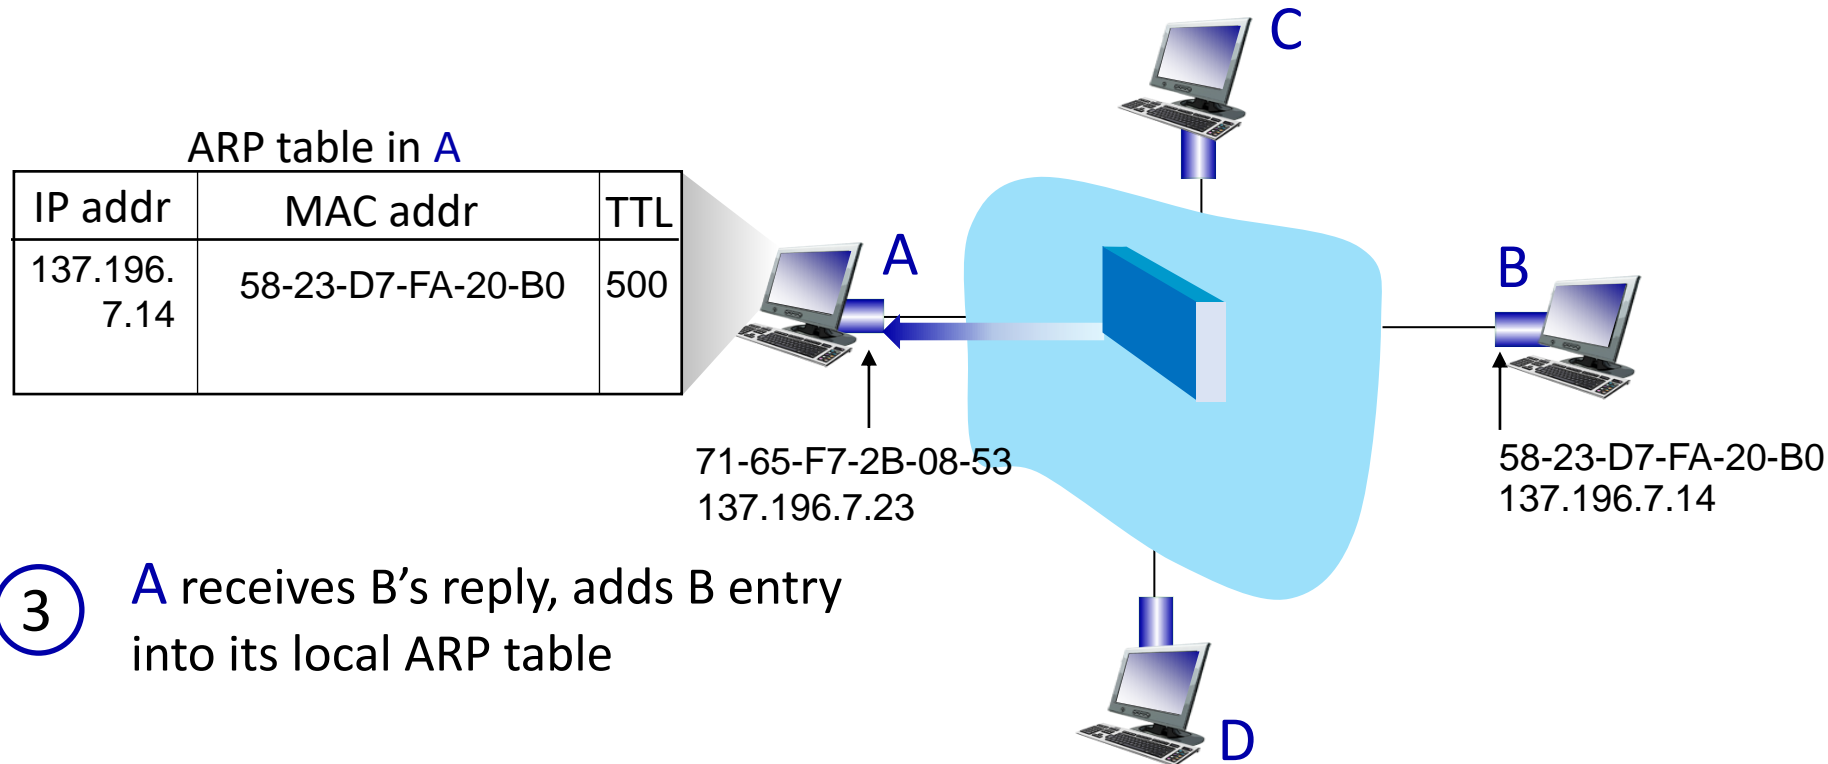 C
ARP table in A
IP addr MAC addr TTL
137.196.
7.14
58-23-D7-FA-20-B0 500
A
B
71-65-F7-2B-08-53
137.196.7.23
58-23-D7-FA-20-B0
137.196.7.14
3
A receives B’s reply, adds B entry
into its local ARP table
D